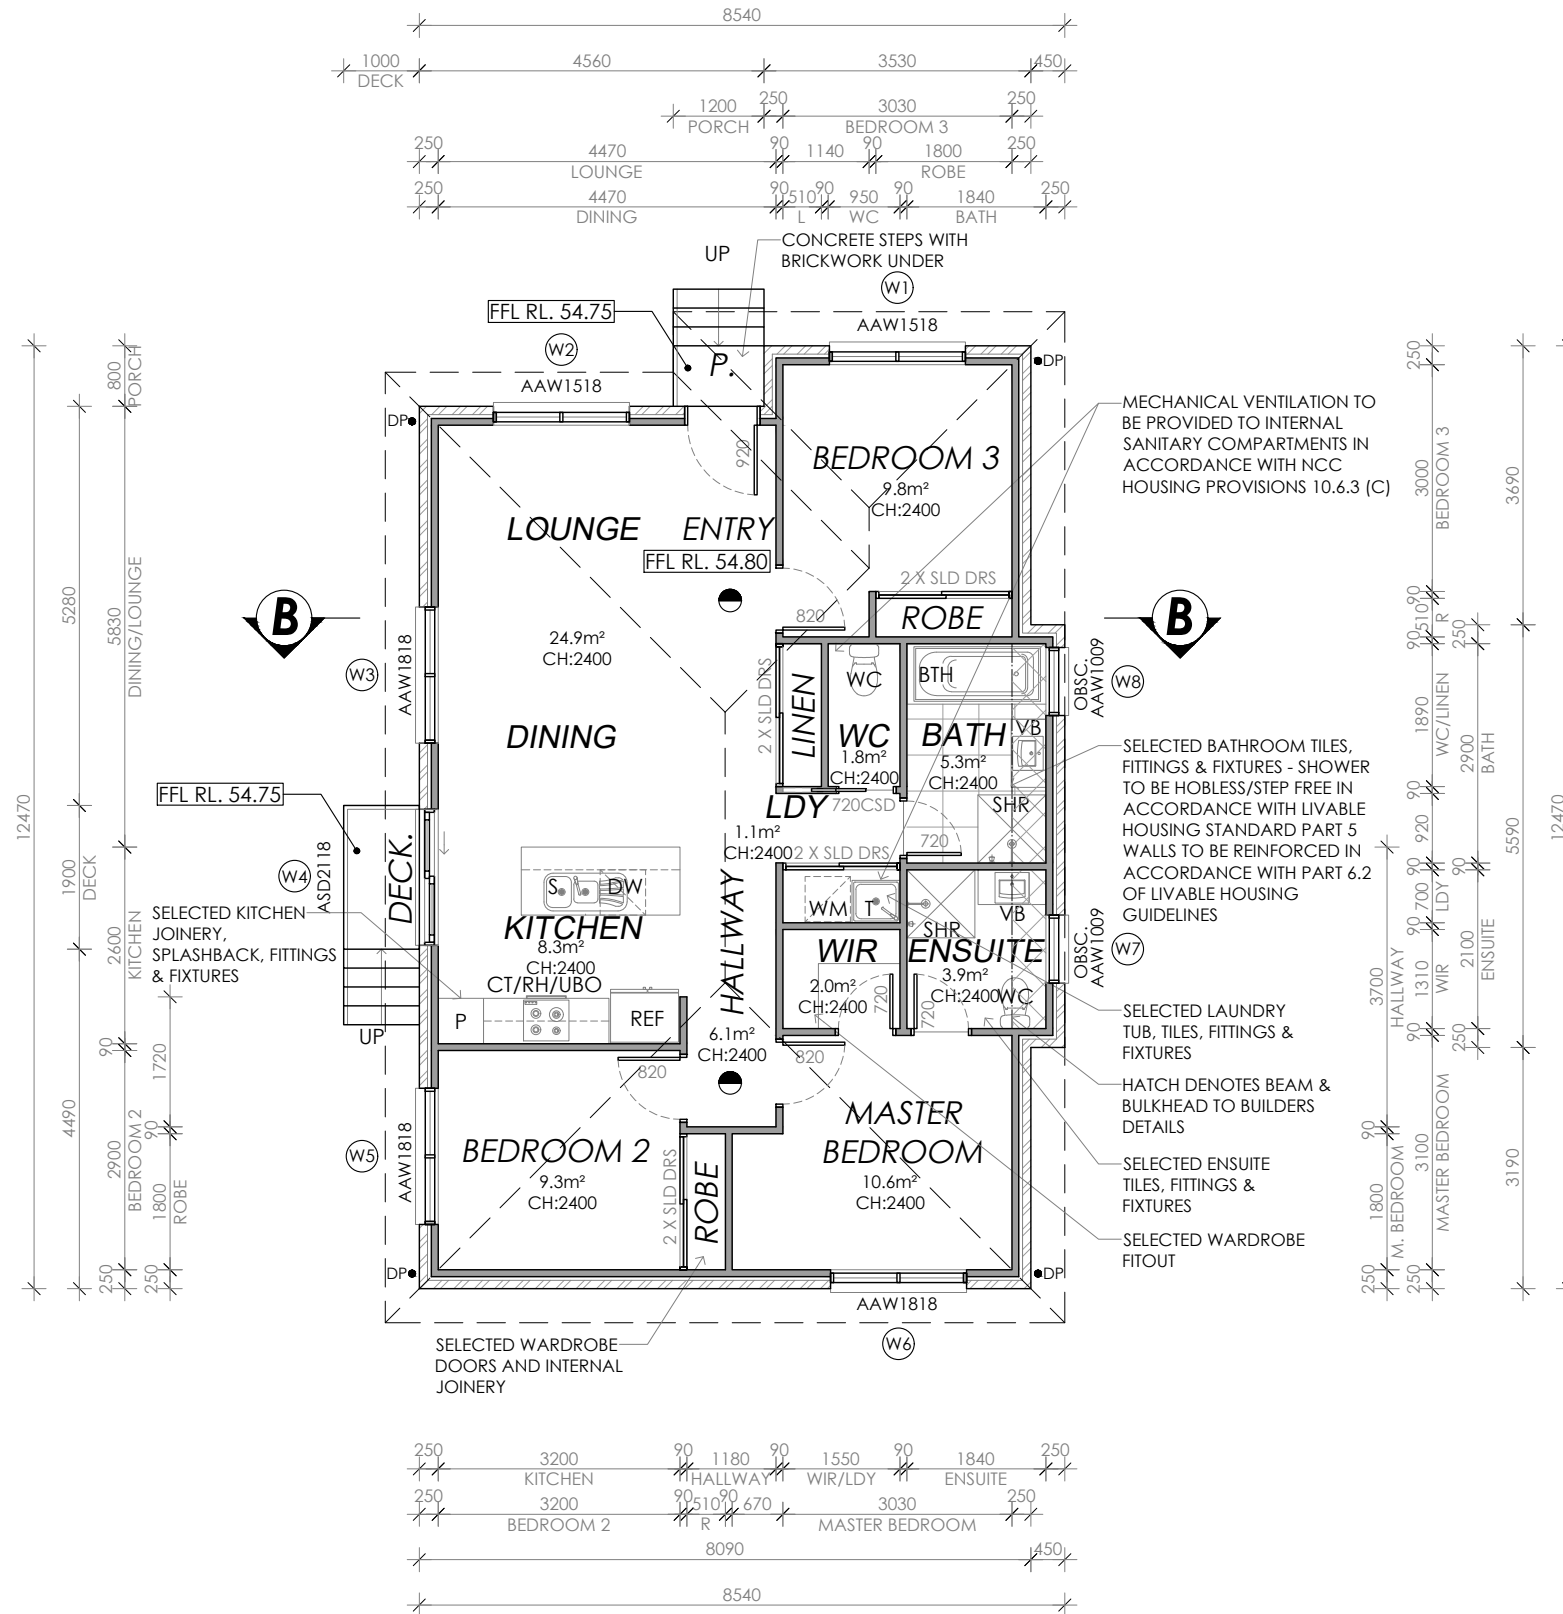 8540
1000
4560
3530
450
DECK
1200
250
3030
250
PORCH
BEDROOM 3
250
4470
90
1140
90
1800
250
LOUNGE
ROBE
250
4470
90
510
90
950
90
1840
250
DINING
L
WC
BATH
UP
CONCRETE STEPS WITH
BRICKWORK UNDER
W1
FFL RL. 54.75
AAW1518
W2
AAW1518
P.
DP
DP
920
BEDROOM 3
9.8m²
CH:2400
MECHANICAL VENTILATION TO
BE PROVIDED TO INTERNAL
SANITARY COMPARTMENTS IN
ACCORDANCE WITH NCC
HOUSING PROVISIONS 10.6.3 (C)
LOUNGE
ENTRY
FFL RL. 54.80
2 X SLD DRS
ROBE
820
B
B
24.9m²
CH:2400
W3
AAW1818
2 X SLD DRS
LINEN
WC
BTH
OBSC.
AAW1009
W8
DINING
WC
1.8m²
CH:2400
BATH
5.3m²
CH:2400
VB
SHR
SELECTED BATHROOM TILES,
FITTINGS & FIXTURES - SHOWER
TO BE HOBLESS/STEP FREE IN
ACCORDANCE WITH LIVABLE
HOUSING STANDARD PART 5
WALLS TO BE REINFORCED IN
ACCORDANCE WITH PART 6.2
OF LIVABLE HOUSING
GUIDELINES
FFL RL. 54.75
LDY
720CSD
1.1m²
CH:2400
2 X SLD DRS
720
DECK.
W4
ASD2118
S
DW
WM
T
VB
SHR
SELECTED KITCHEN
JOINERY,
SPLASHBACK, FITTINGS
& FIXTURES
KITCHEN
8.3m²
CH:2400
CT/RH/UBO
HALLWAY
WIR
2.0m²
CH:2400
ENSUITE
3.9m²
CH:2400
WC
OBSC.
AAW1009
W7
720
720
P
REF
UP
6.1m²
CH:2400
820
820
SELECTED LAUNDRY
TUB, TILES, FITTINGS &
FIXTURES
HATCH DENOTES BEAM &
BULKHEAD TO BUILDERS
DETAILS
MASTER
BEDROOM
10.6m²
CH:2400
BEDROOM 2
9.3m²
CH:2400
W5
AAW1818
2 X SLD DRS
ROBE
SELECTED ENSUITE
TILES, FITTINGS &
FIXTURES
SELECTED WARDROBE
FITOUT
DP
DP
AAW1818
W6
SELECTED WARDROBE
DOORS AND INTERNAL
JOINERY
12470
5280
1900
DECK
4490
800
PORCH
5830
DINING/LOUNGE
2600
KITCHEN
90
2900
BEDROOM 2
250
1720
90
1800
ROBE
250
3700
HALLWAY
90
1800
M. BEDROOM
250
250
3000
BEDROOM 3
90
510
R
90
1890
WC/LINEN
90
920
90
700
LDY
90
1310
WIR
90
3100
MASTER BEDROOM
250
250
2900
BATH
90
2100
ENSUITE
250
3690
5590
3190
12470
250
3200
90
1180
90
1550
90
1840
250
KITCHEN
HALLWAY
WIR/LDY
ENSUITE
250
3200
90
510
90
670
3030
250
BEDROOM 2
R
MASTER BEDROOM
8090
450
8540